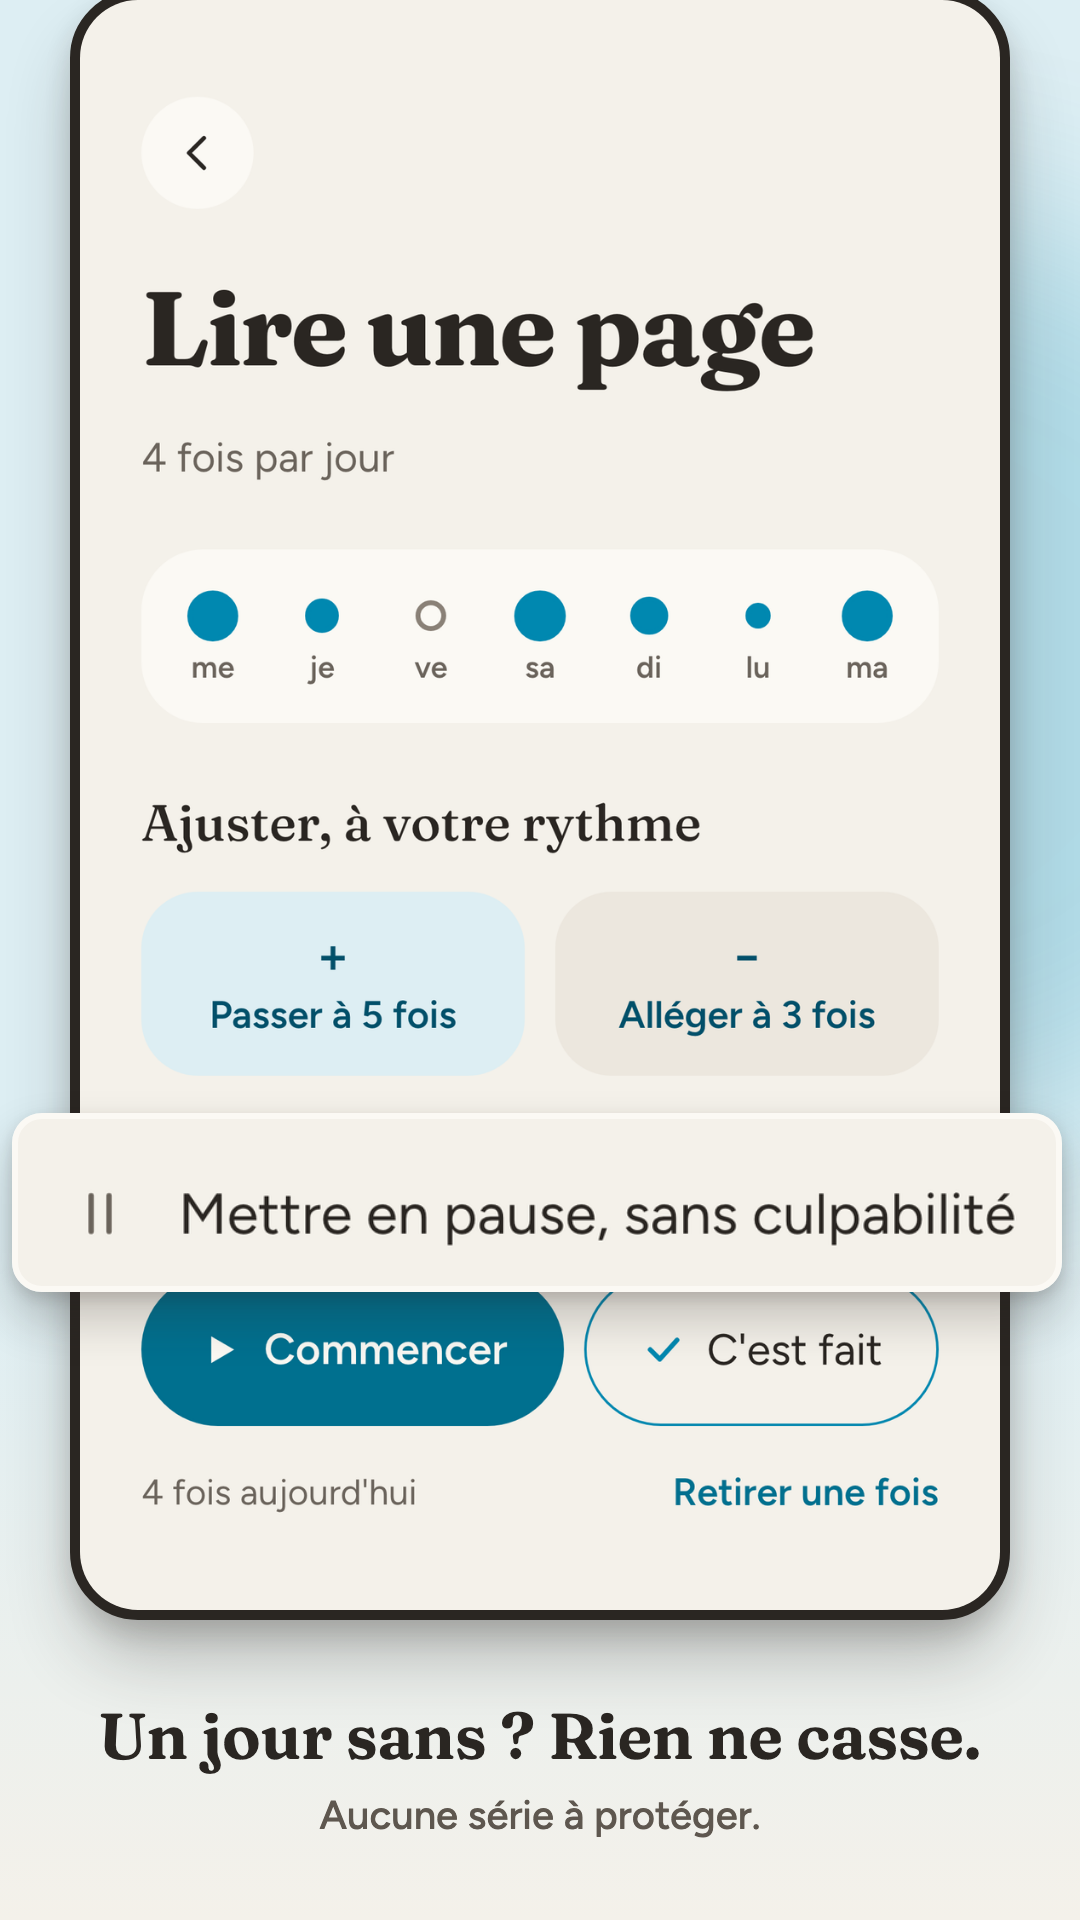 Lire une page
4 fois par jour
me je ve sa di lu ma
Ajuster, à votre rythme
+ −
Passer à 5 fois Alléger à 3 fois
Mettre en pause, sans culpabilité
Commencer C'est fait
4 fois aujourd'hui Retirer une fois
Un jour sans ? Rien ne casse.
Aucune série à protéger.